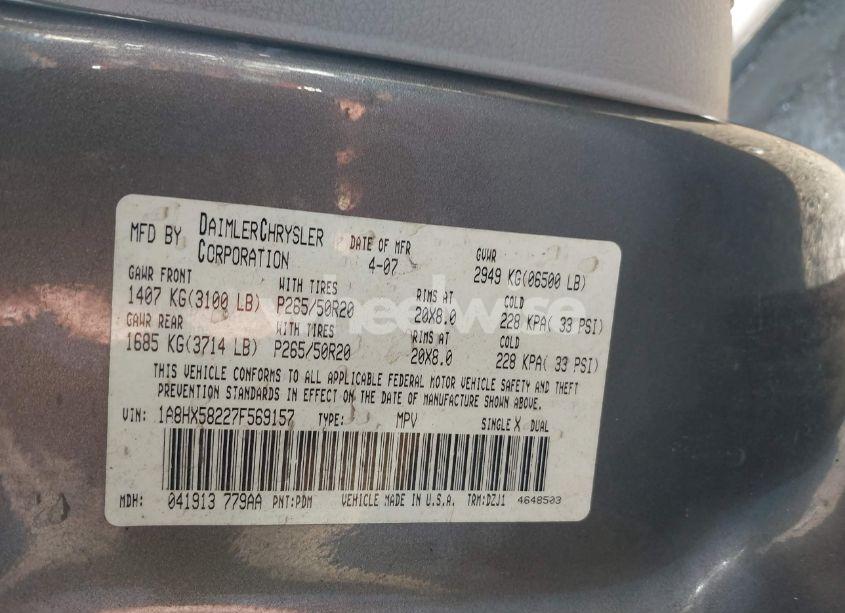 MFD BY DAIMLERCHRYSLER CORPORATION DATE OF MFR 4-07 GVWR 2949 KG(06500 LB)
GAWR FRONT WITH TIRES RIMS AT COLD
1407 KG(3100 LB) P265/50R20 20X8.0 228 KPA( 33 PSI)
GAWR REAR WITH TIRES RIMS AT COLD
1685 KG(3714 LB) P265/50R20 20X8.0 228 KPA( 33 PSI)
THIS VEHICLE CONFORMS TO ALL APPLICABLE FEDERAL MOTOR VEHICLE SAFETY AND THEFT
PREVENTION STANDARDS IN EFFECT ON THE DATE OF MANUFACTURE SHOWN ABOVE.
VIN: 1A8HX58227F569157 TYPE: MPV SINGLE X DUAL
MDH: 041913 779AA PNT:PDM VEHICLE MADE IN U.S.A. TRM:DZJ1 4648503